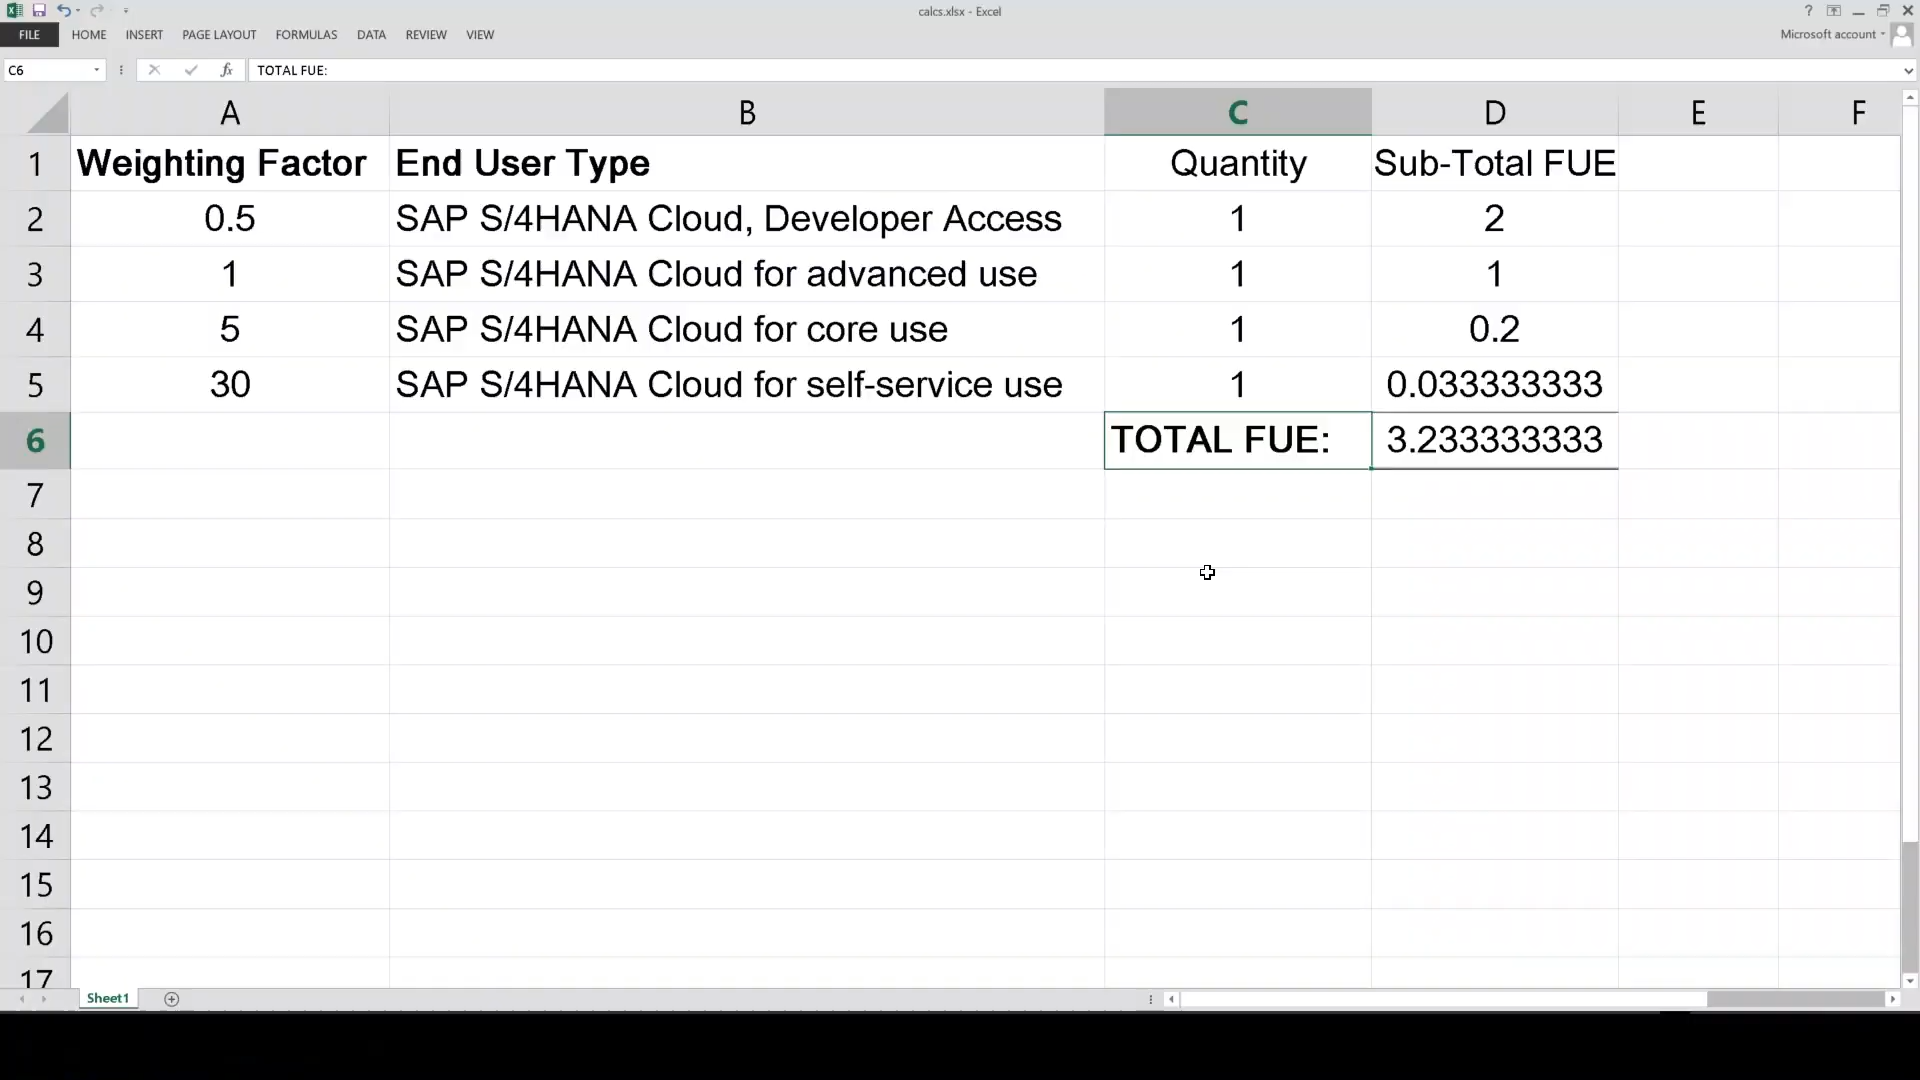 calcs.xlsx - Excel
FILE HOME INSERT PAGE LAYOUT FORMULAS DATA REVIEW VIEW
Microsoft account
C6 fx TOTAL FUE:
A B C D E F
1 Weighting Factor End User Type Quantity Sub-Total FUE
2 0.5 SAP S/4HANA Cloud, Developer Access 1 2
3 1 SAP S/4HANA Cloud for advanced use 1 1
4 5 SAP S/4HANA Cloud for core use 1 0.2
5 30 SAP S/4HANA Cloud for self-service use 1 0.033333333
6 TOTAL FUE: 3.233333333
7
8
9
10
11
12
13
14
15
16
17
Sheet1